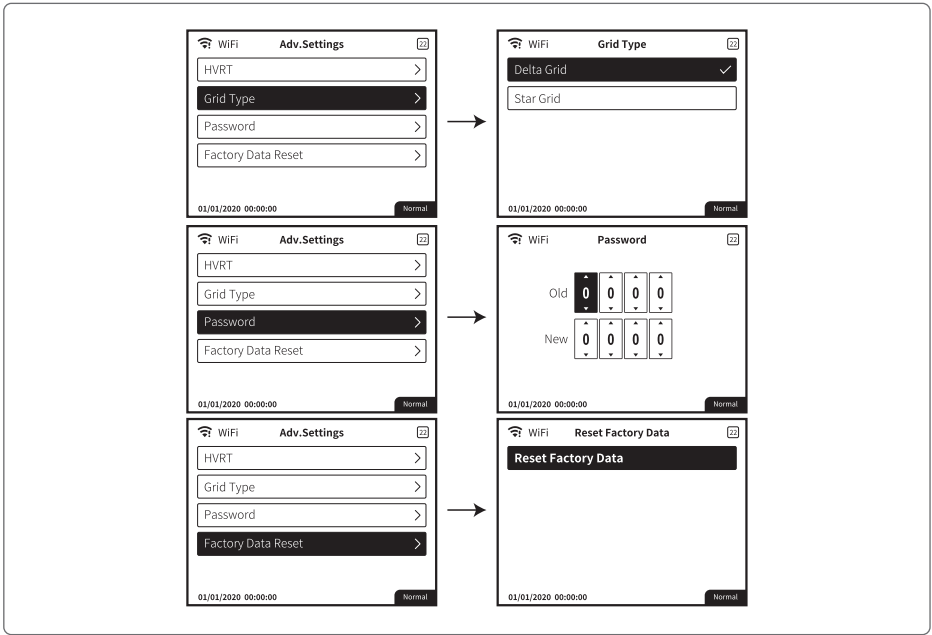 WiFi Adv.Settings 22
HVRT
Grid Type
Password
Factory Data Reset
01/01/2020 00:00:00 Normal
WiFi Grid Type 22
Delta Grid
Star Grid
01/01/2020 00:00:00 Normal
WiFi Adv.Settings 22
HVRT
Grid Type
Password
Factory Data Reset
01/01/2020 00:00:00 Normal
WiFi Password 22
Old 0 0 0 0
New 0 0 0 0
01/01/2020 00:00:00 Normal
WiFi Adv.Settings 22
HVRT
Grid Type
Password
Factory Data Reset
01/01/2020 00:00:00 Normal
WiFi Reset Factory Data 22
Reset Factory Data
01/01/2020 00:00:00 Normal